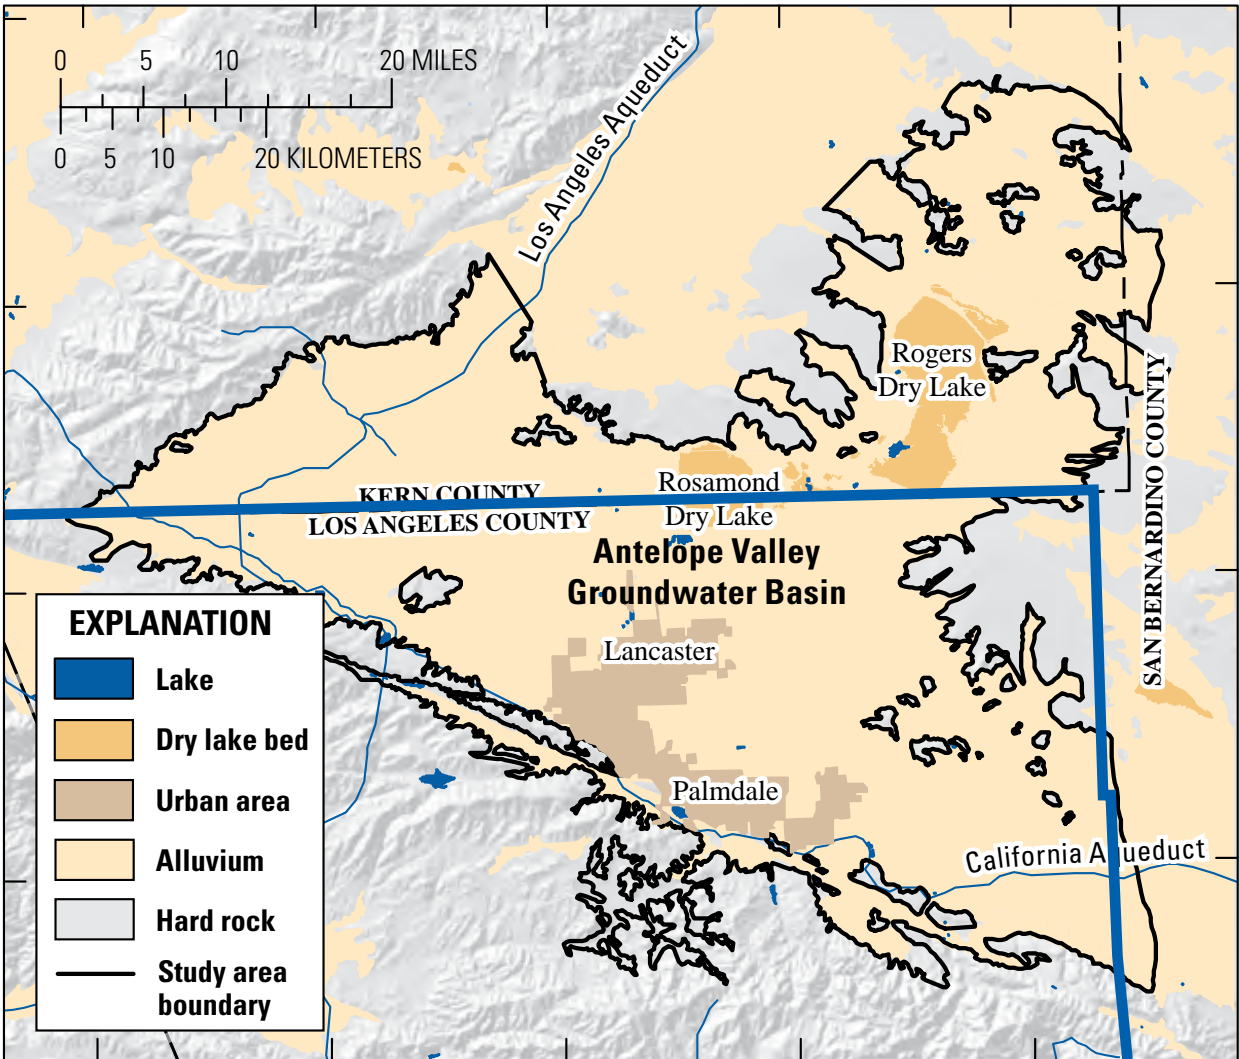 0 5 10 20 MILES
0 5 10 20 KILOMETERS
Los Angeles Aqueduct
Rogers
Dry Lake
SAN BERNARDINO COUNTY
KERN COUNTY
LOS ANGELES COUNTY
Rosamond
Dry Lake
Antelope Valley
Groundwater Basin
Lancaster
Palmdale
California Aqueduct
EXPLANATION
Lake
Dry lake bed
Urban area
Alluvium
Hard rock
Study area
boundary